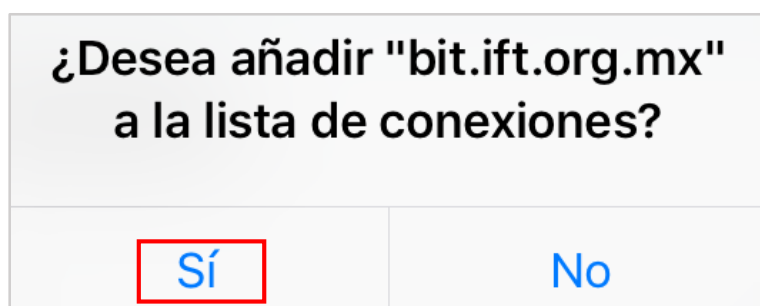 ¿Desea añadir "bit.ift.org.mx"
a la lista de conexiones?
Sí
No